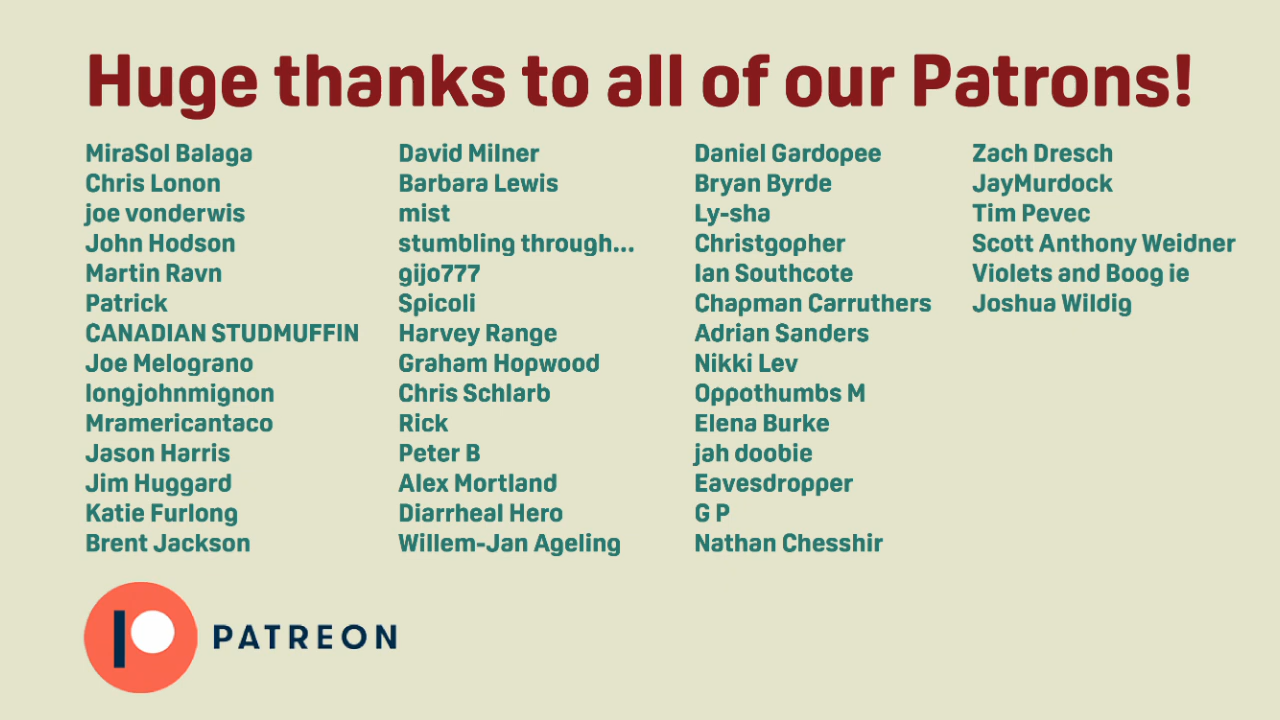 Huge thanks to all of our Patrons!
MiraSol Balaga
Chris Lonon
joe vonderwis
John Hodson
Martin Ravn
Patrick
CANADIAN STUDMUFFIN
Joe Melograno
longjohnmignon
Mramericantaco
Jason Harris
Jim Huggard
Katie Furlong
Brent Jackson
David Milner
Barbara Lewis
mist
stumbling through...
gijo777
Spicoli
Harvey Range
Graham Hopwood
Chris Schlarb
Rick
Peter B
Alex Mortland
Diarrheal Hero
Willem-Jan Ageling
Daniel Gardopee
Bryan Byrde
Ly-sha
Christgopher
Ian Southcote
Chapman Carruthers
Adrian Sanders
Nikki Lev
Oppothumbs M
Elena Burke
jah doobie
Eavesdropper
G P
Nathan Chesshir
Zach Dresch
JayMurdock
Tim Pevec
Scott Anthony Weidner
Violets and Boog ie
Joshua Wildig
PATREON